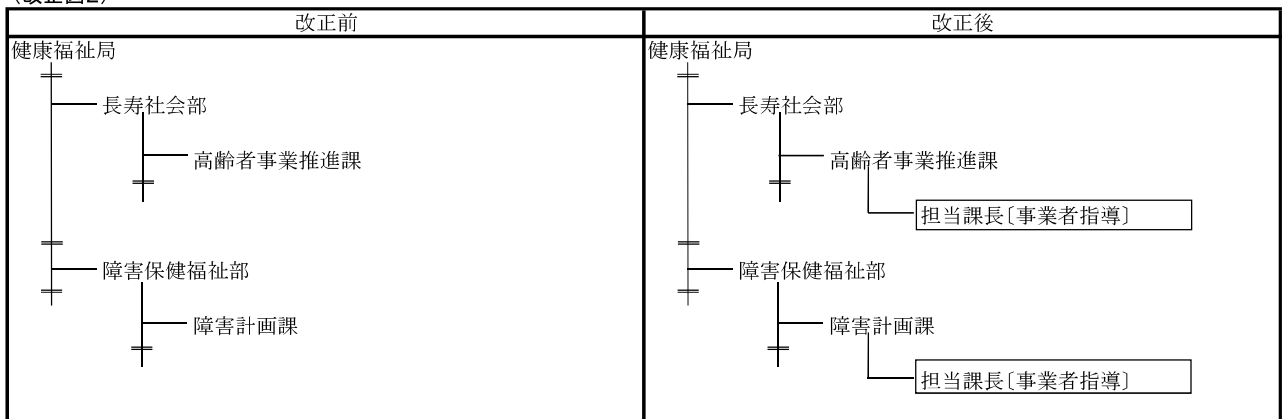 (改正図2)
改正前
健康福祉局
長寿社会部
高齢者事業推進課
障害保健福祉部
障害計画課
改正後
健康福祉局
長寿社会部
高齢者事業推進課
担当課長〔事業者指導〕
障害保健福祉部
障害計画課
担当課長〔事業者指導〕